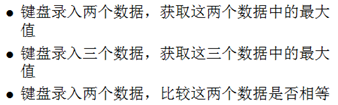 ● 键盘录入两个数据，获取这两个数据中的最大
值
● 键盘录入三个数据，获取这三个数据中的最大
值
● 键盘录入两个数据，比较这两个数据是否相等